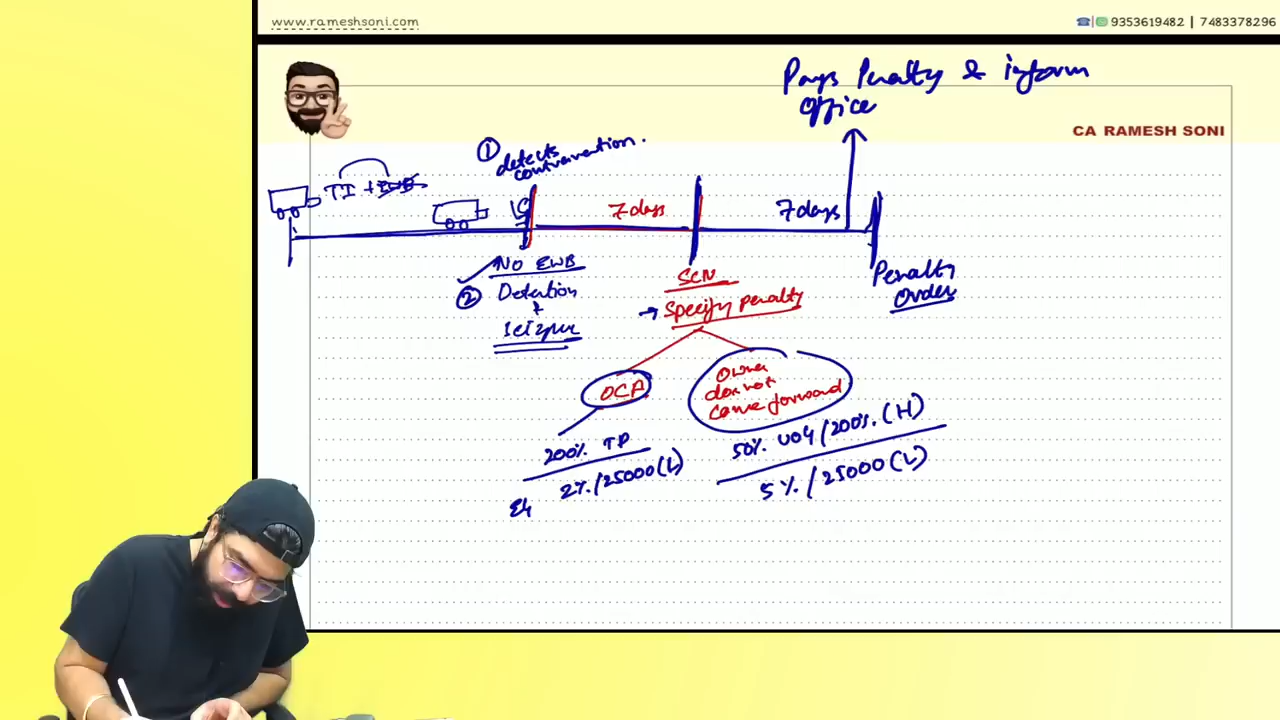 www.rameshsoni.com
9353619482 | 7483378296
Pays Penalty & inform
office
CA RAMESH SONI
① detects
contravention.
TI + EWB
7 days
7 days
NO EWB
② Detention
+
Seizure
SCN
→ Specify penalty
Penalty
Order
OCF
Owner
does not
come forward
200% TP
2% / 25000 (L)
50% VOG / 200% (H)
5% / 25000 (L)